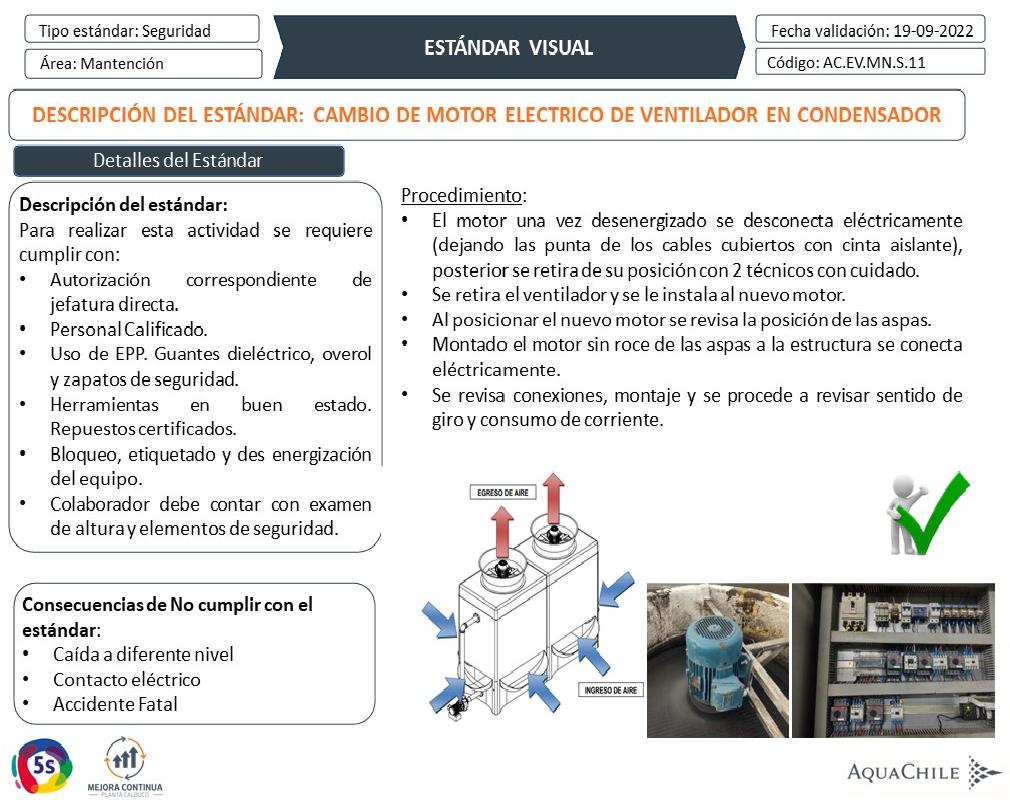 Tipo estándar: Seguridad
Área: Mantención
ESTÁNDAR VISUAL
Fecha validación: 19-09-2022
Código: AC.EV.MN.S.11
DESCRIPCIÓN DEL ESTÁNDAR: CAMBIO DE MOTOR ELECTRICO DE VENTILADOR EN CONDENSADOR
Detalles del Estándar
Descripción del estándar:
Para realizar esta actividad se requiere
cumplir con:
• Autorización correspondiente de
jefatura directa.
• Personal Calificado.
• Uso de EPP. Guantes dieléctrico, overol
y zapatos de seguridad.
• Herramientas en buen estado.
Repuestos certificados.
• Bloqueo, etiquetado y des energización
del equipo.
• Colaborador debe contar con examen
de altura y elementos de seguridad.
Consecuencias de No cumplir con el
estándar:
• Caída a diferente nivel
• Contacto eléctrico
• Accidente Fatal
Procedimiento:
• El motor una vez desenergizado se desconecta eléctricamente
(dejando las punta de los cables cubiertos con cinta aislante),
posterior se retira de su posición con 2 técnicos con cuidado.
• Se retira el ventilador y se le instala al nuevo motor.
• Al posicionar el nuevo motor se revisa la posición de las aspas.
• Montado el motor sin roce de las aspas a la estructura se conecta
eléctricamente.
• Se revisa conexiones, montaje y se procede a revisar sentido de
giro y consumo de corriente.
EGRESO DE AIRE
INGRESO DE AIRE
5s
MEJORA CONTINUA
PLANTA CALBUCO
AQUACHILE